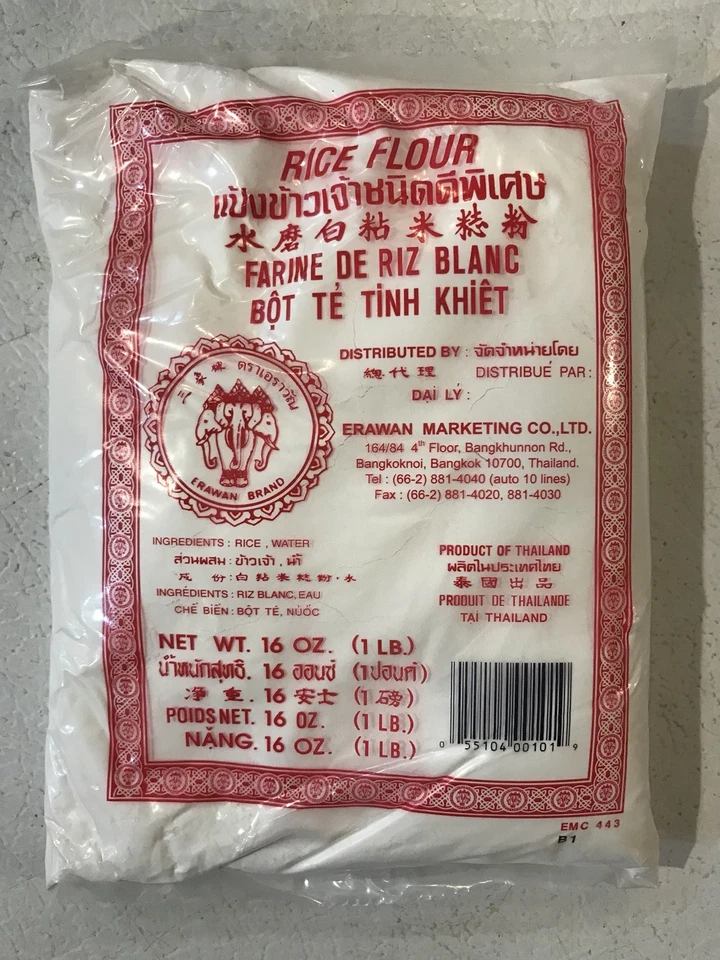 RICE FLOUR
แป้งข้าวเจ้าชนิดดีพิเศษ
水磨白粘米粉
FARINE DE RIZ BLANC
BỘT TẺ TINH KHIẾT
DISTRIBUTED BY : จัดจำหน่ายโดย
總代理 DISTRIBUÉ PAR :
DẠI LÝ :
三象牌 ตราเอราวัณ
ERAWAN BRAND
ERAWAN MARKETING CO.,LTD.
164/84 4th Floor, Bangkhunnon Rd.,
Bangkoknoi, Bangkok 10700, Thailand.
Tel : (66-2) 881-4040 (auto 10 lines)
Fax : (66-2) 881-4020, 881-4030
INGREDIENTS : RICE , WATER
ส่วนผสม : ข้าวเจ้า , น้ำ
成份 : 白粘米粉 · 水
INGRÉDIENTS : RIZ BLANC, EAU
CHẾ BIẾN : BỘT TẺ, NƯỚC
PRODUCT OF THAILAND
ผลิตในประเทศไทย
泰國出品
PRODUIT DE THAILANDE
TẠI THAILAND
NET WT. 16 OZ. (1 LB.)
น้ำหนักสุทธิ. 16 ออนซ์ (1ปอนด์)
净重. 16 安士 (1 磅)
POIDS NET. 16 OZ. (1 LB.)
NẶNG. 16 OZ. (1 LB.)
0 55104 00101 9
EMC 443
B1